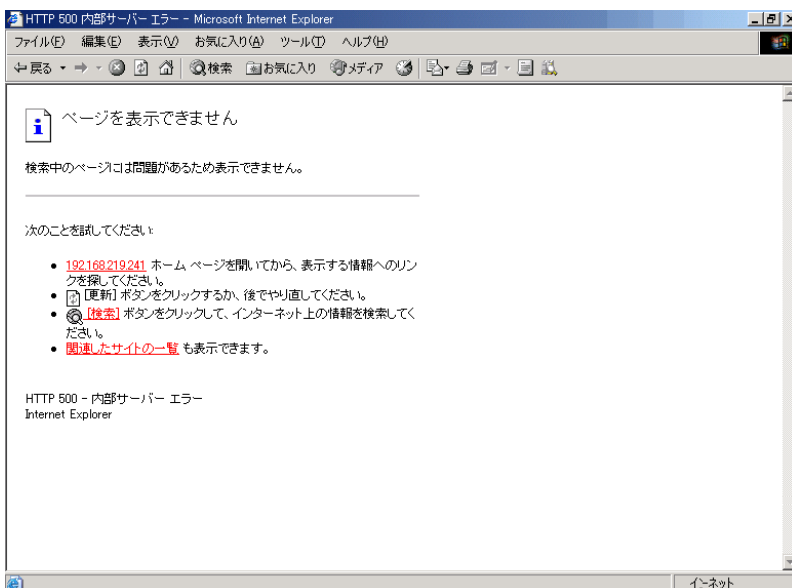 HTTP 500 内部サーバー エラー - Microsoft Internet Explorer
ファイル(F) 編集(E) 表示(V) お気に入り(A) ツール(T) ヘルプ(H)
戻る 検索 お気に入り メディア
ページを表示できません
検索中のページには問題があるため表示できません。
次のことを試してください:
192.168.219.241 ホーム ページを開いてから、表示する情報へのリン
クを探してください。
[更新] ボタンをクリックするか、後でやり直してください。
[検索] ボタンをクリックして、インターネット上の情報を検索してく
ださい。
関連したサイトの一覧 も表示できます。
HTTP 500 - 内部サーバー エラー
Internet Explorer
インターネット